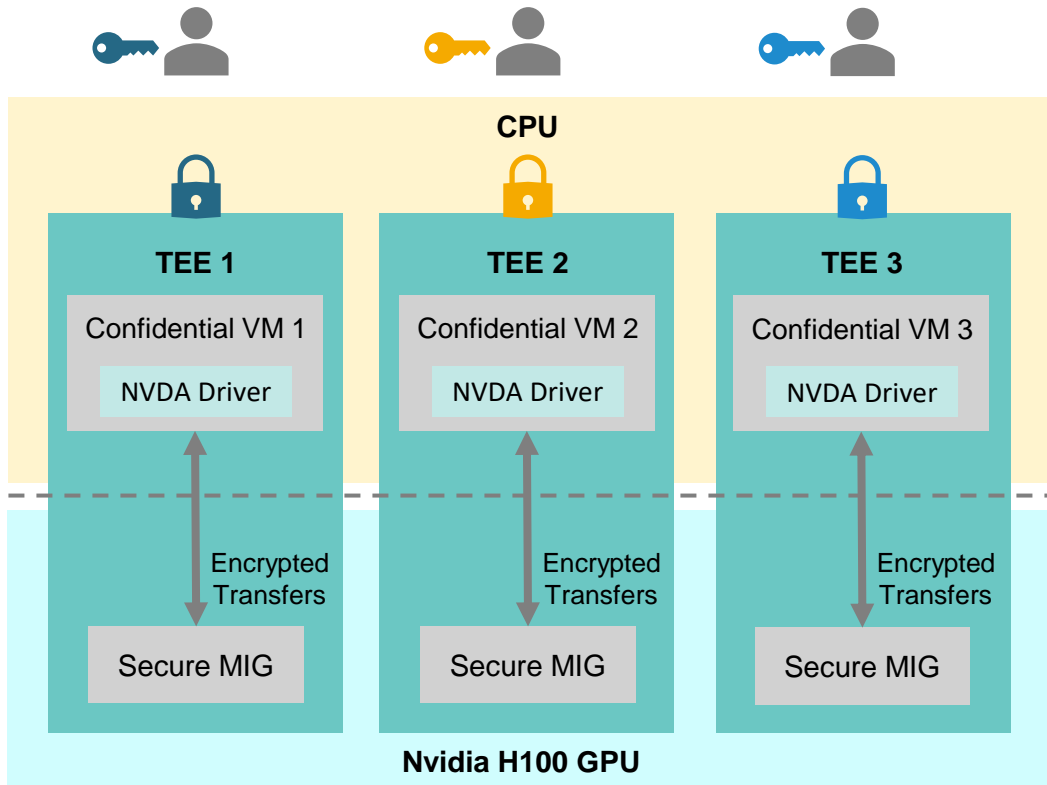 CPU
TEE 1
TEE 2
TEE 3
Confidential VM 1
Confidential VM 2
Confidential VM 3
NVDA Driver
NVDA Driver
NVDA Driver
Encrypted
Transfers
Encrypted
Transfers
Encrypted
Transfers
Secure MIG
Secure MIG
Secure MIG
Nvidia H100 GPU